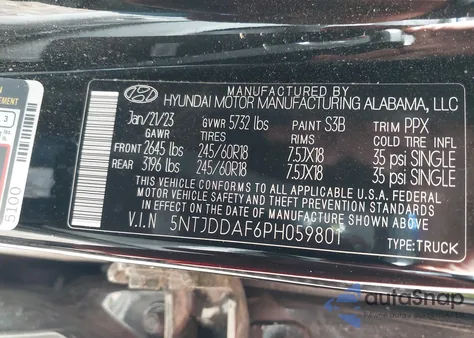 MANUFACTURED BY
HYUNDAI MOTOR MANUFACTURING ALABAMA, LLC
Jan/21/23 GVWR 5732 lbs PAINT S3B TRIM PPX
GAWR TIRES RIMS COLD TIRE INFL
FRONT 2645 lbs 245/60R18 7.5JX18 35 psi SINGLE
REAR 3196 lbs 245/60R18 7.5JX18 35 psi SINGLE
THIS VEHICLE CONFORMS TO ALL APPLICABLE U.S.A. FEDERAL
MOTOR VEHICLE SAFETY AND THEFT PREVENTION STANDARDS
IN EFFECT ON THE DATE OF MANUFACTURE SHOWN ABOVE
V.I.N 5NTJDDAF6PH059801 TYPE:TRUCK
EMENT
3
5100
autosnap